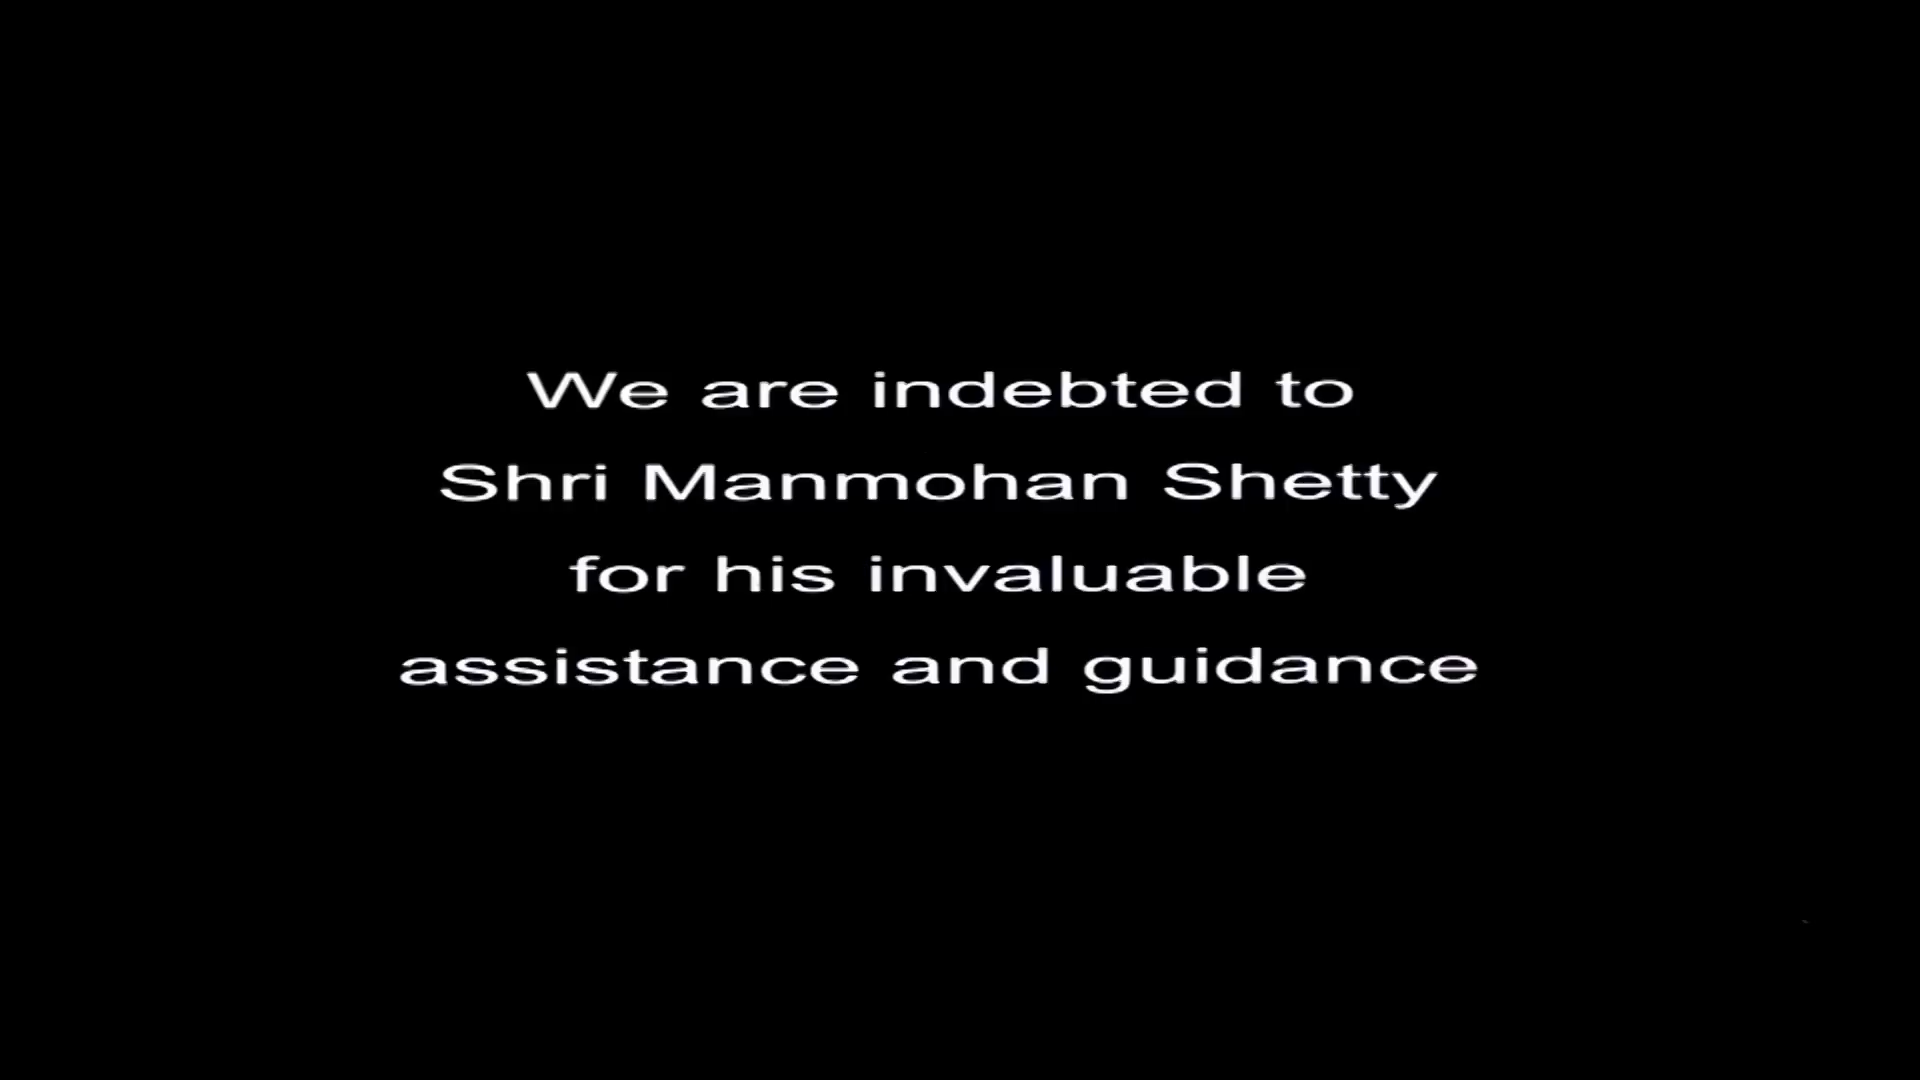 We are indebted to
Shri Manmohan Shetty
for his invaluable
assistance and guidance